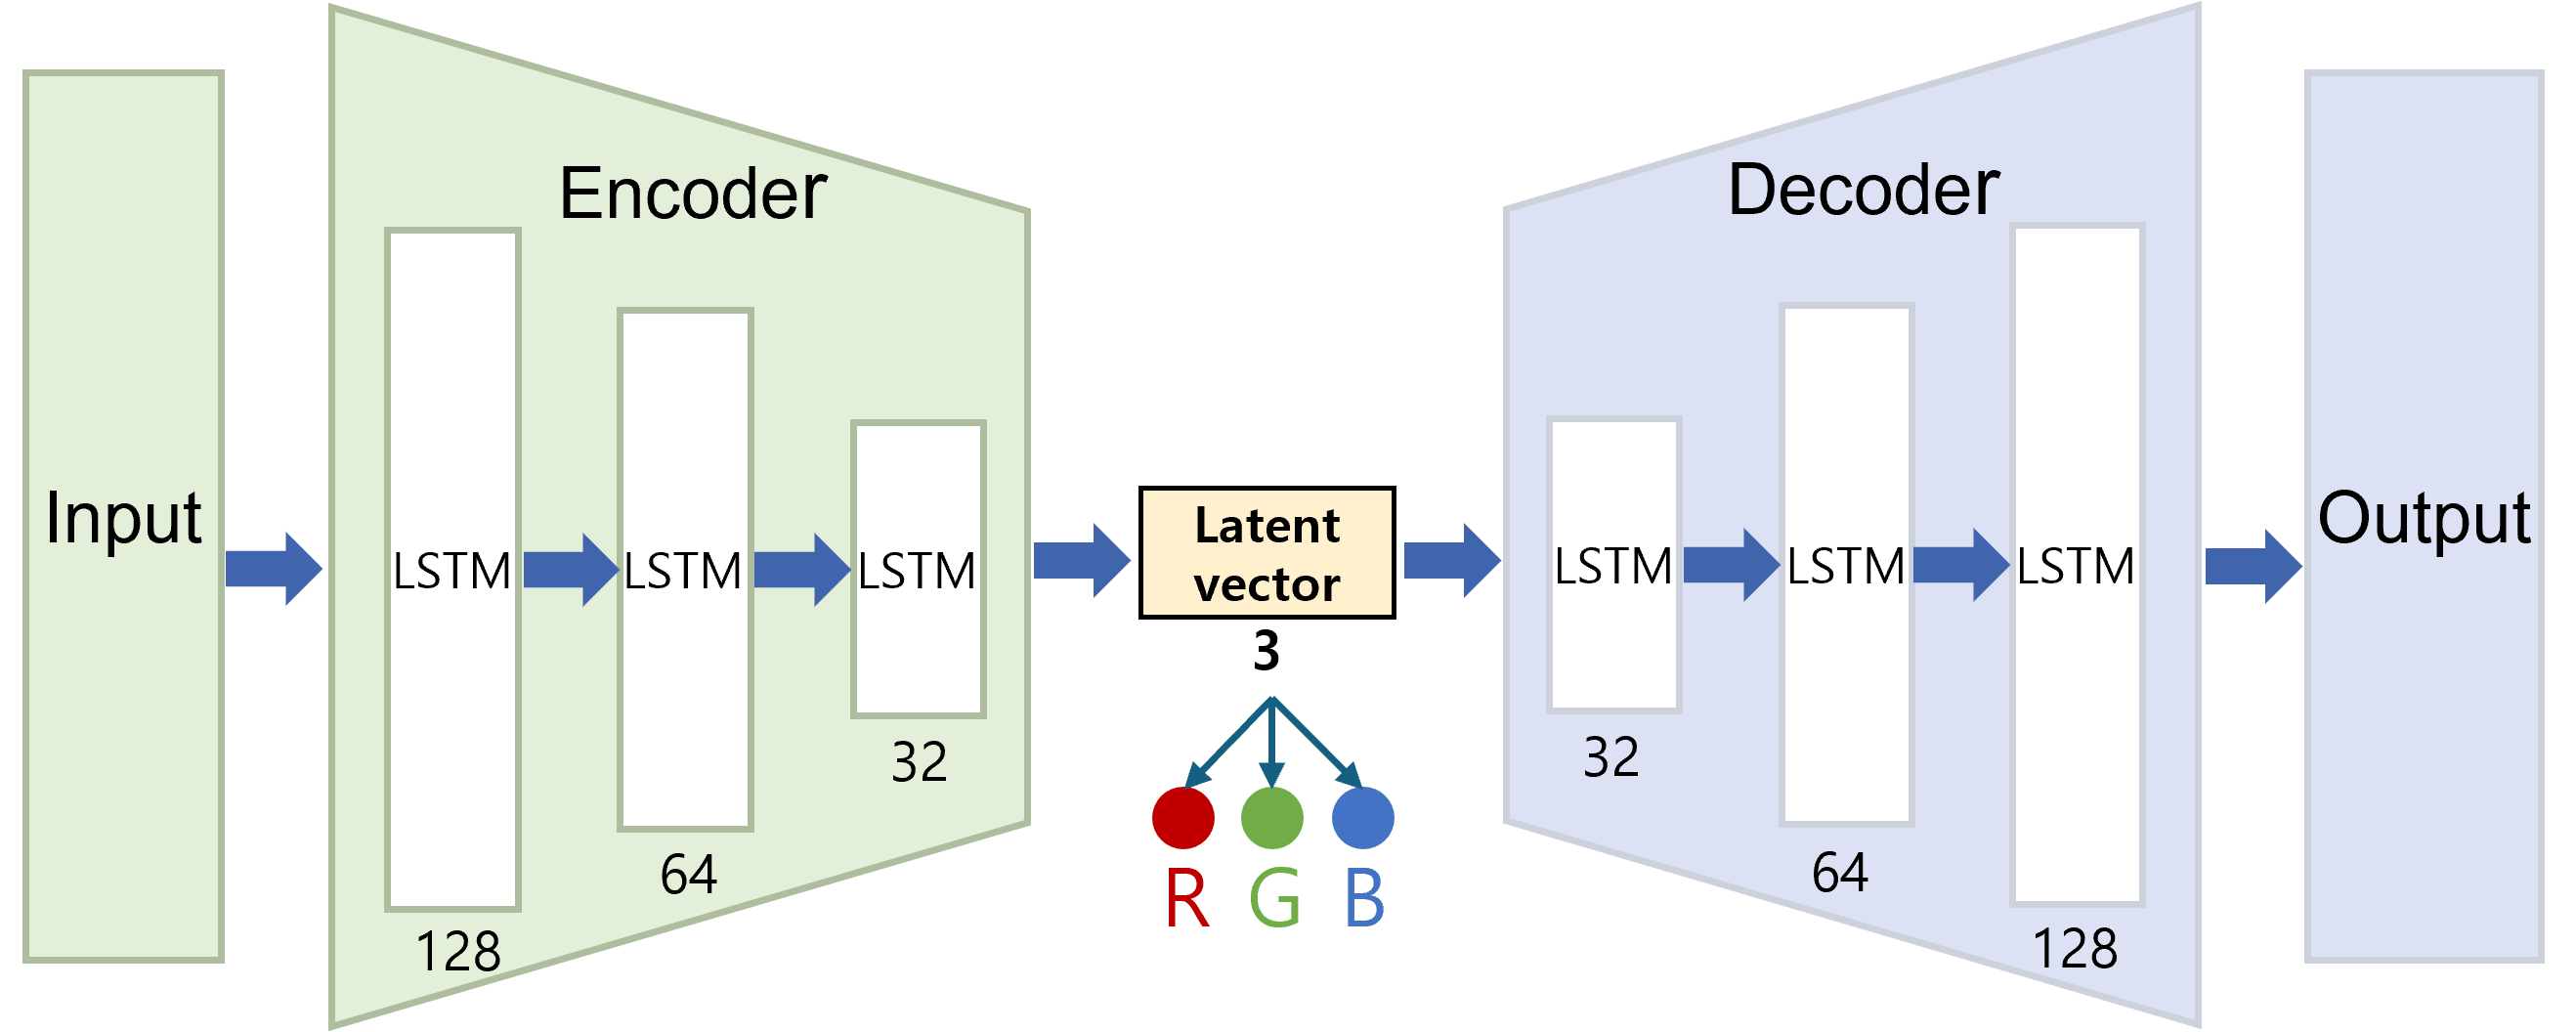 Input
Encoder
LSTM
128
LSTM
64
LSTM
32
Latent
vector
3
R G B
Decoder
LSTM
32
LSTM
64
LSTM
128
Output